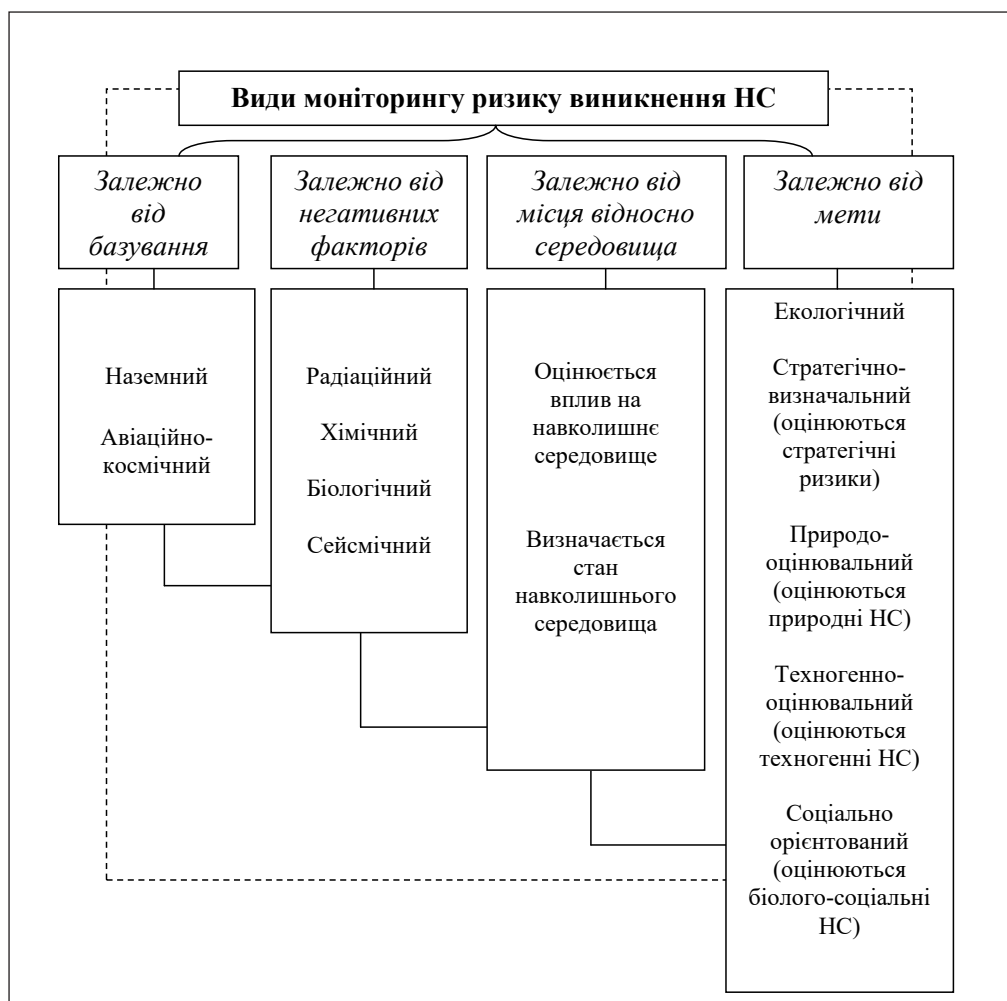 Види моніторингу ризику виникнення НС
Залежно
від
базування
Залежно від
негативних
факторів
Залежно від
місця відносно
середовища
Залежно від
мети
Наземний
Авіаційно-
космічний
Радіаційний
Хімічний
Біологічний
Сейсмічний
Оцінюється
вплив на
навколишнє
середовище
Визначається
стан
навколишнього
середовища
Екологічний
Стратегічно-
визначальний
(оцінюються
стратегічні
ризики)
Природо-
оцінювальний
(оцінюються
природні НС)
Техногенно-
оцінювальний
(оцінюються
техногенні НС)
Соціально
орієнтований
(оцінюються
біолого-соціальні
НС)